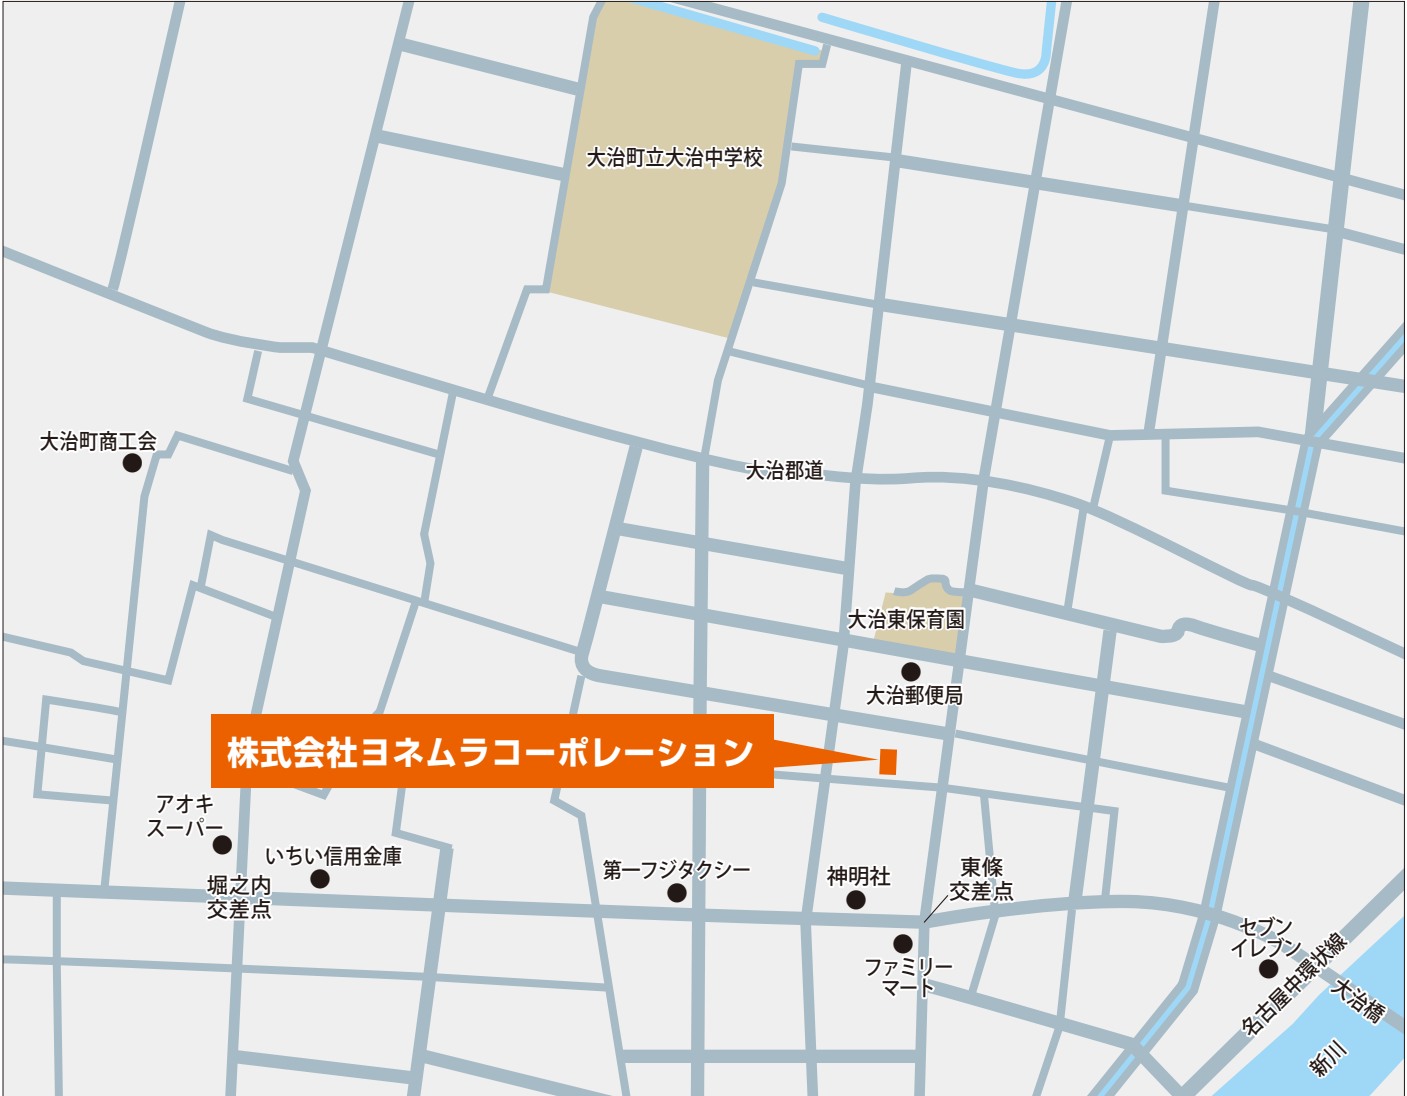 大治町立大治中学校
大治町商工会
大治郡道
大治東保育園
大治郵便局
株式会社ヨネムラコーポレーション
アオキ
スーパー
いちい信用金庫
堀之内
交差点
第一フジタクシー
神明社
東條
交差点
ファミリー
マート
セブン
イレブン
名古屋中環状線
大治橋
新川